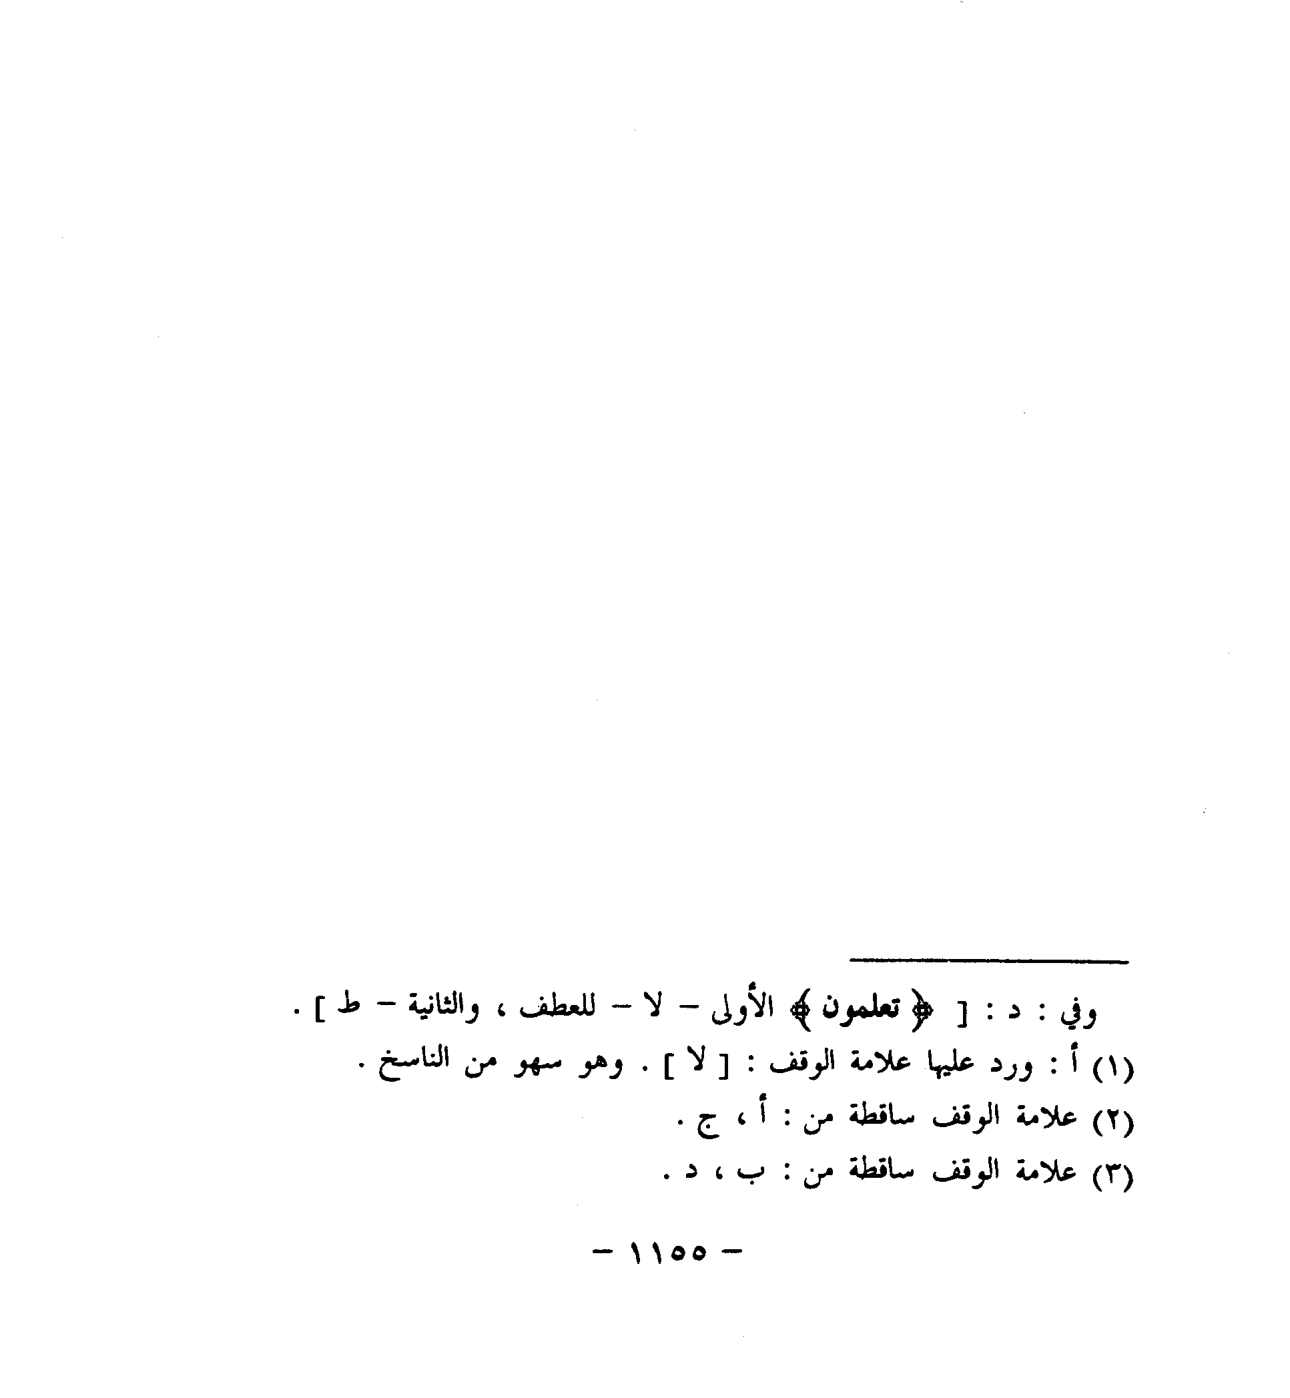 وفي : د : [ ﴿ تعلمون ﴾ الأولى – لا – للعطف ، والثانية – ط ] .
(١) أ : ورد عليها علامة الوقف : [ لا ] . وهو سهو من الناسخ .
(٢) علامة الوقف ساقطة من : أ ، ج .
(٣) علامة الوقف ساقطة من : ب ، د .
– ١١٥٥ –